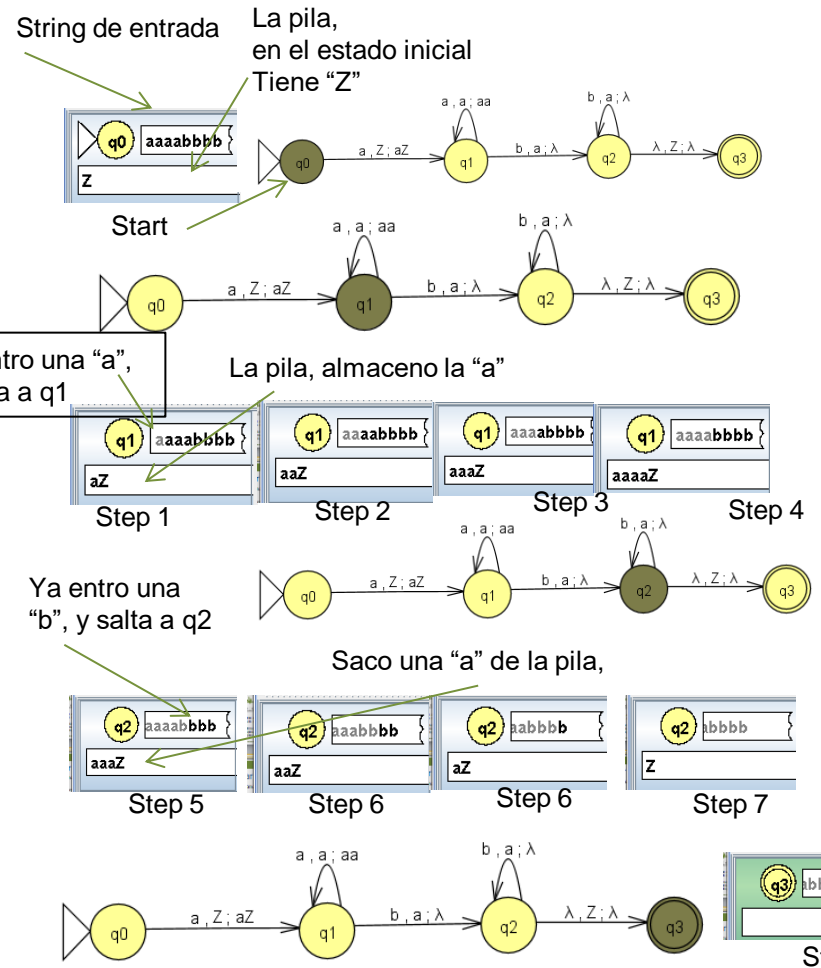 String de entrada
La pila,
en el estado inicial
Tiene “Z”
q0 aaaabbbb
Z
Start
q0
a , Z ; aZ
a , a ; aa
q1
b , a ; λ
b , a ; λ
q2
λ , Z ; λ
q3
q0
a , Z ; aZ
a , a ; aa
q1
b , a ; λ
b , a ; λ
q2
λ , Z ; λ
q3
una “a”,
a q1
La pila, almaceno la “a”
q1 aaaabbbb
aZ
Step 1
q1 aaaabbbb
aaZ
Step 2
q1 aaaabbbb
aaaZ
Step 3
q1 aaaabbbb
aaaaZ
Step 4
q0
a , Z ; aZ
a , a ; aa
q1
b , a ; λ
b , a ; λ
q2
λ , Z ; λ
q3
Ya entro una
“b”, y salta a q2
Saco una “a” de la pila,
q2 aaaabbbb
aaaZ
Step 5
q2 aaabbbb
aaZ
Step 6
q2 aabbbb
aZ
Step 6
q2 abbbb
Z
Step 7
q0
a , Z ; aZ
a , a ; aa
q1
b , a ; λ
b , a ; λ
q2
λ , Z ; λ
q3
q3